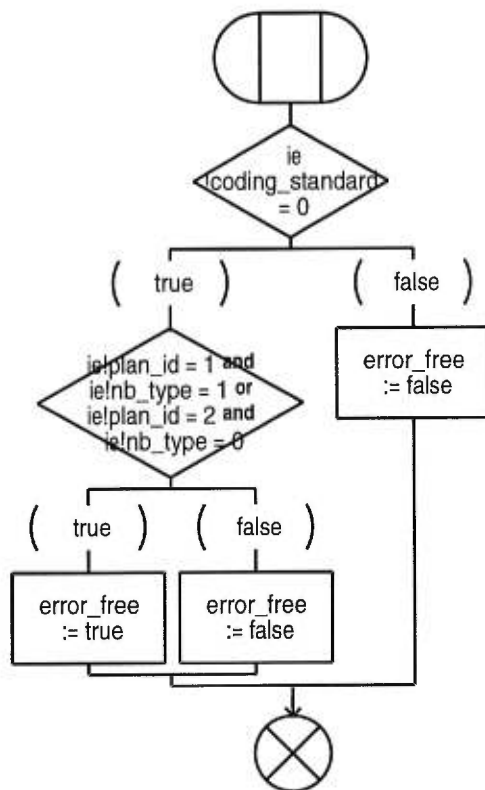 ie
!coding_standard
= 0
( true )
( false )
ie!plan_id = 1 and
ie!nb_type = 1 or
ie!plan_id = 2 and
ie!nb_type = 0
error_free
:= false
( true )
( false )
error_free
:= true
error_free
:= false